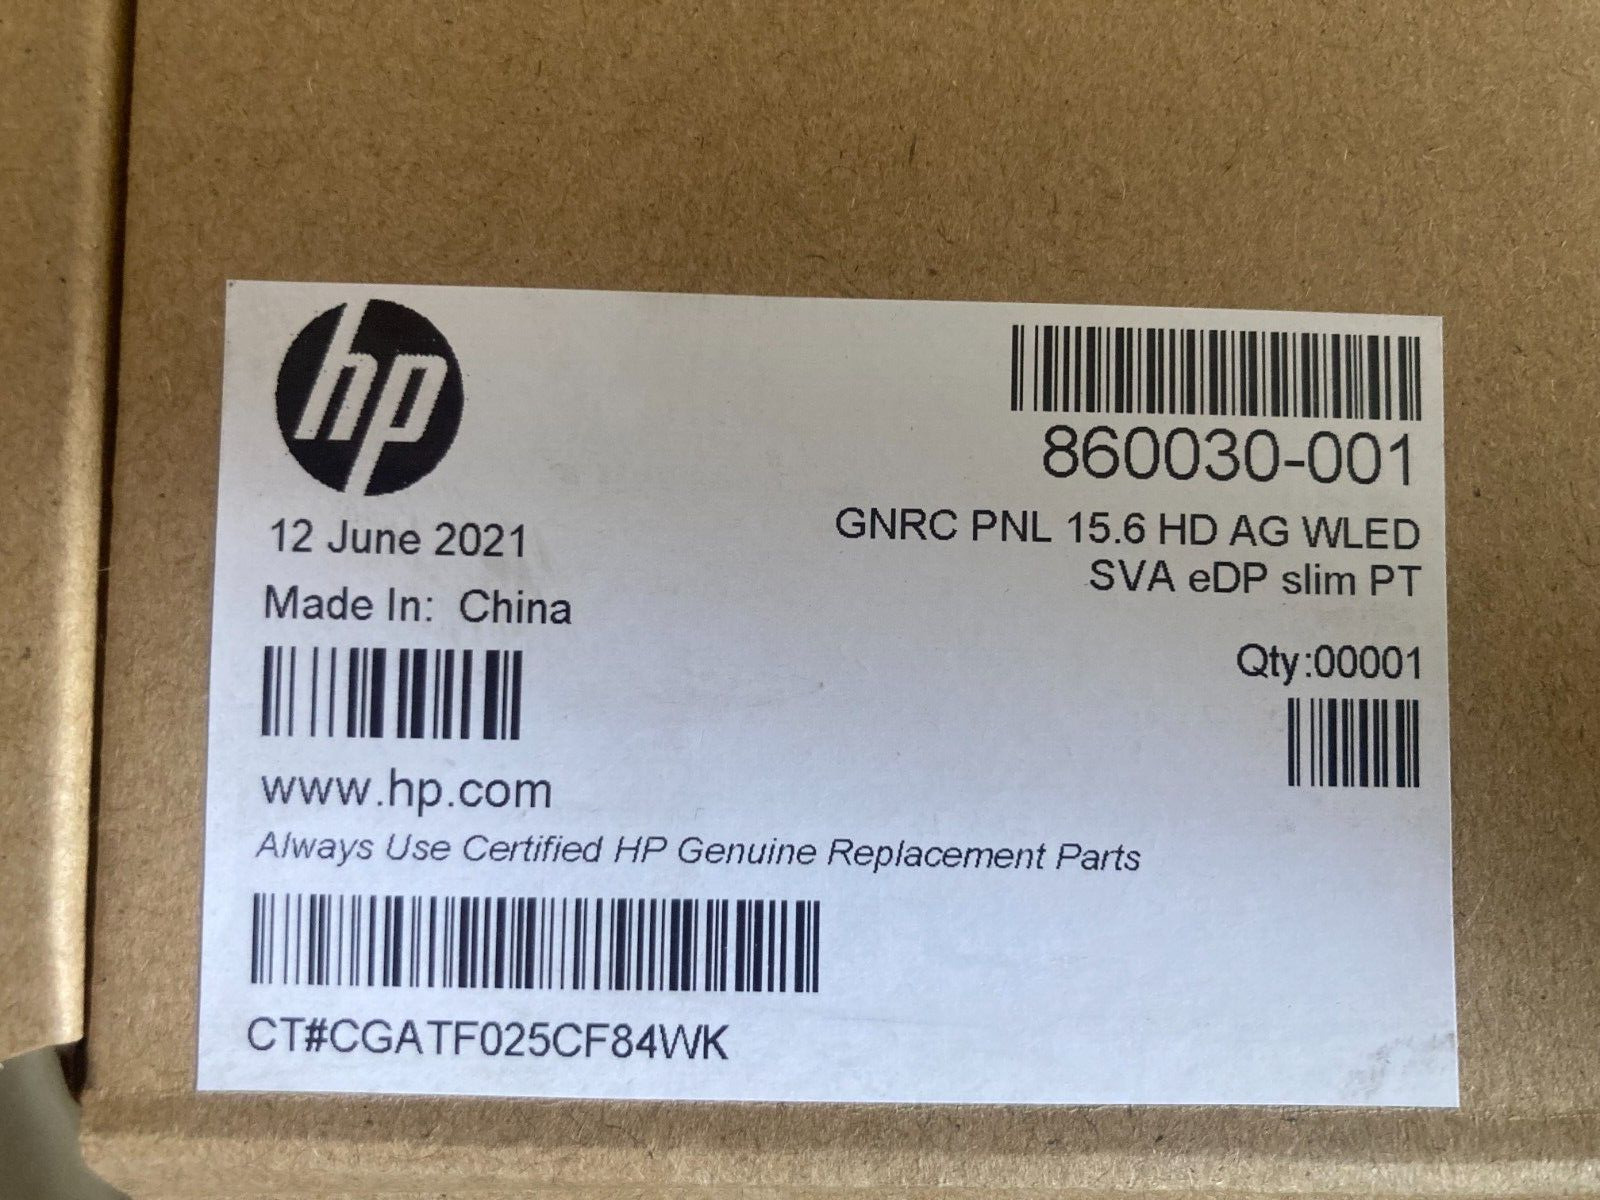 hp
860030-001
12 June 2021
GNRC PNL 15.6 HD AG WLED
SVA eDP slim PT
Made In: China
Qty:00001
www.hp.com
Always Use Certified HP Genuine Replacement Parts
CT#CGATF025CF84WK